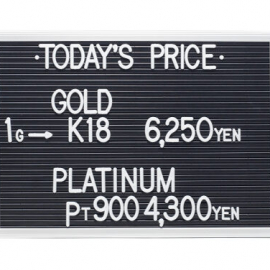 ·TODAY'S PRICE·
GOLD
1G→ K18 6,250YEN
PLATINUM
PT900 4,300YEN